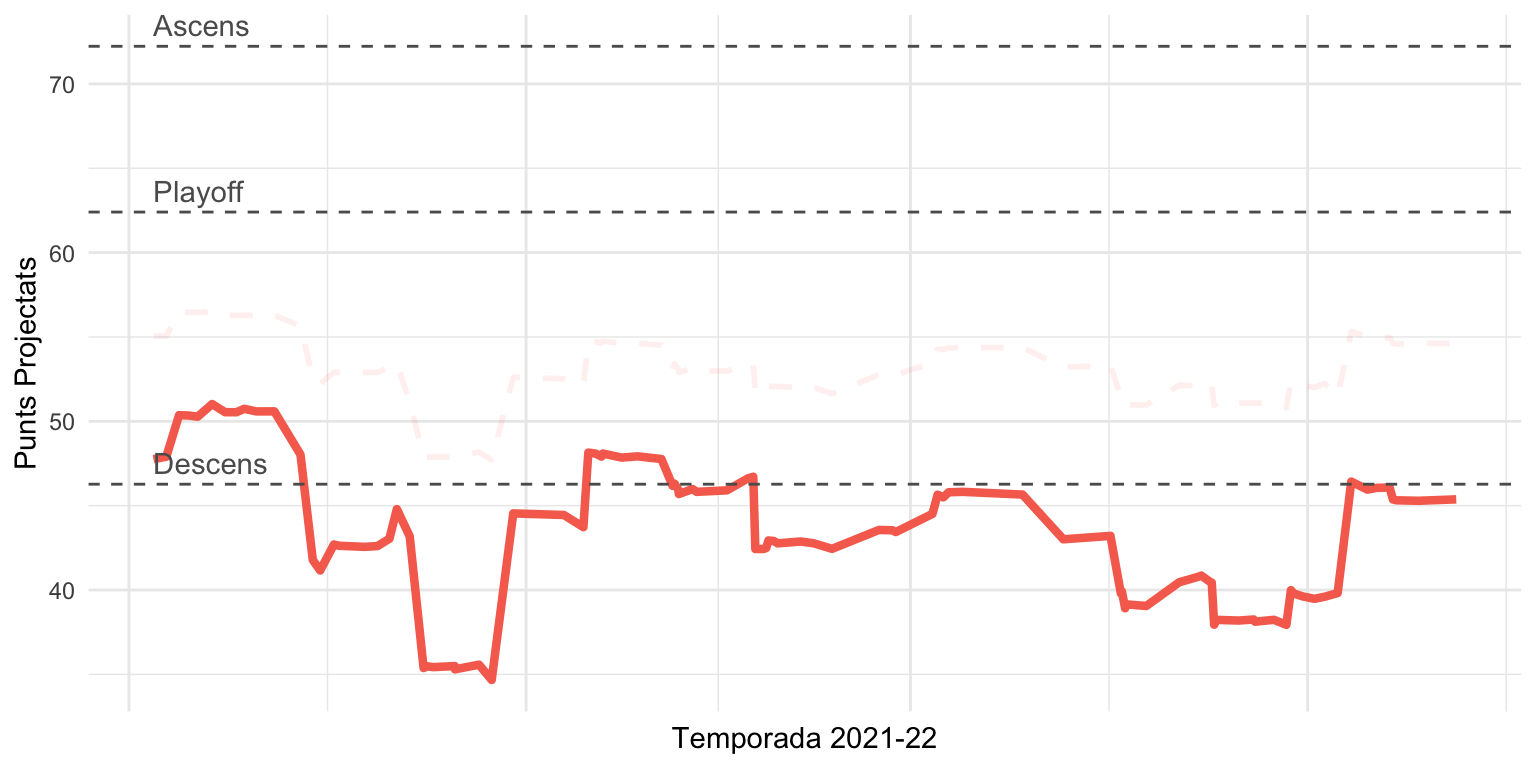 Ascens
70
Playoff
60
50
Descens
40
Punts Projectats
Temporada 2021-22